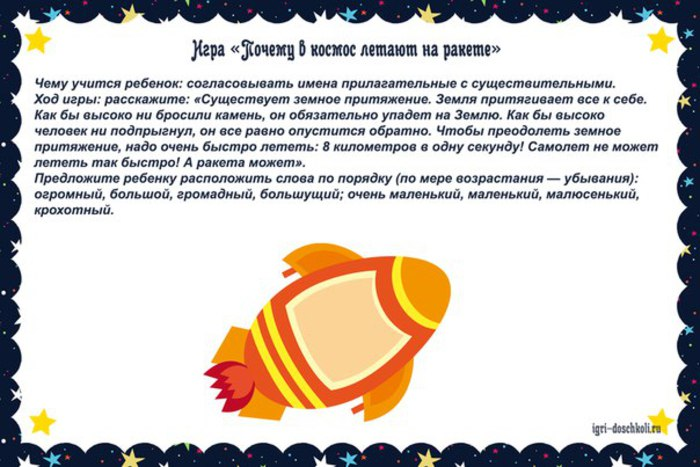 Игра «Почему в космос летают на ракете»
Чему учится ребенок: согласовывать имена прилагательные с существительными.
Ход игры: расскажите: «Существует земное притяжение. Земля притягивает все к себе.
Как бы высоко ни бросили камень, он обязательно упадет на Землю. Как бы высоко
человек ни подпрыгнул, он все равно опустится обратно. Чтобы преодолеть земное
притяжение, надо очень быстро лететь: 8 километров в одну секунду! Самолет не может
лететь так быстро! А ракета может».
Предложите ребенку расположить слова по порядку (по мере возрастания — убывания):
огромный, большой, громадный, большущий; очень маленький, маленький, малюсенький,
крохотный.
igri-doschkoli.ru